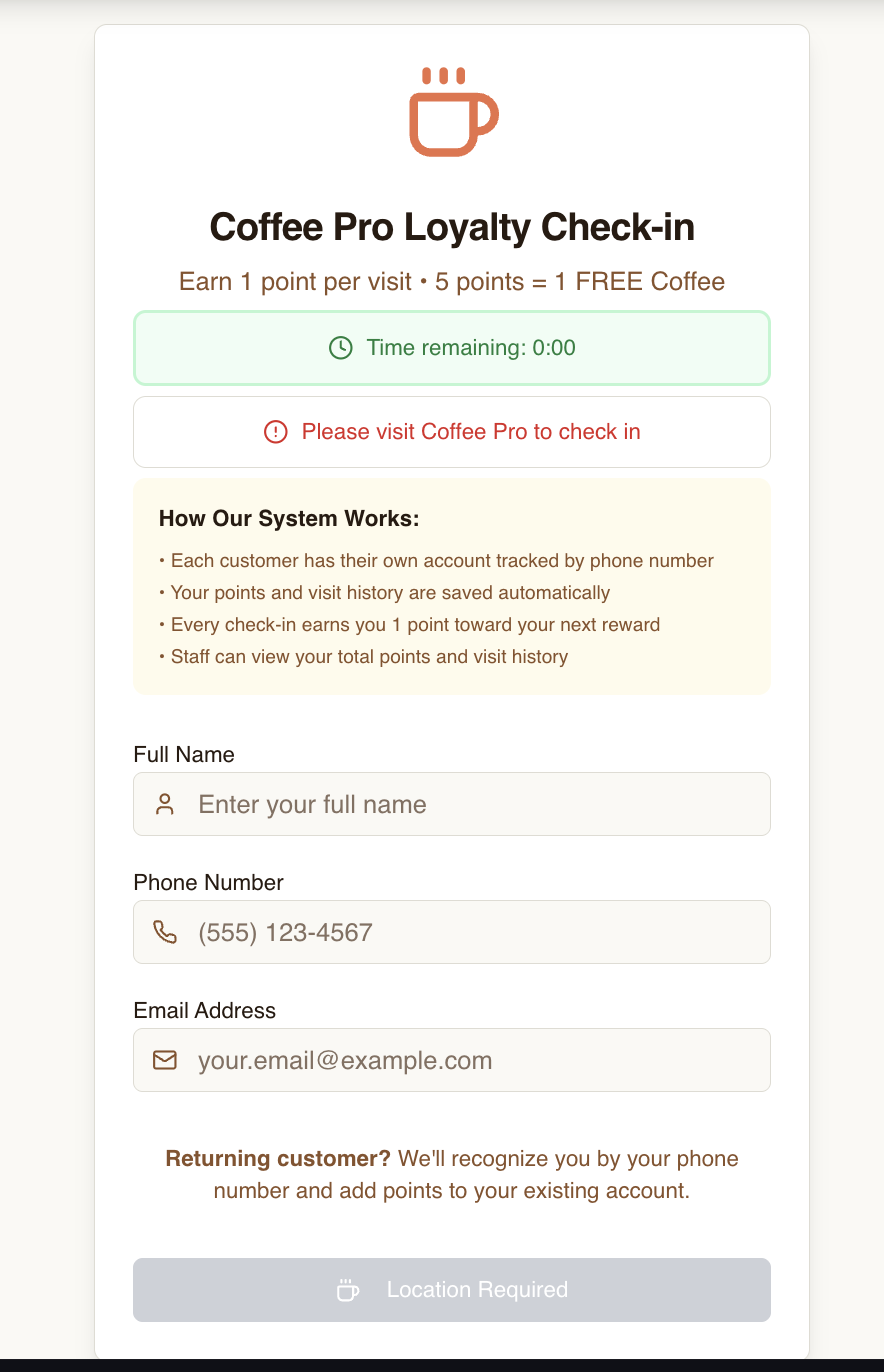 Coffee Pro Loyalty Check-in
Earn 1 point per visit • 5 points = 1 FREE Coffee
Time remaining: 0:00
Please visit Coffee Pro to check in
How Our System Works:
• Each customer has their own account tracked by phone number
• Your points and visit history are saved automatically
• Every check-in earns you 1 point toward your next reward
• Staff can view your total points and visit history
Full Name
Enter your full name
Phone Number
(555) 123-4567
Email Address
your.email@example.com
Returning customer? We'll recognize you by your phone
number and add points to your existing account.
Location Required